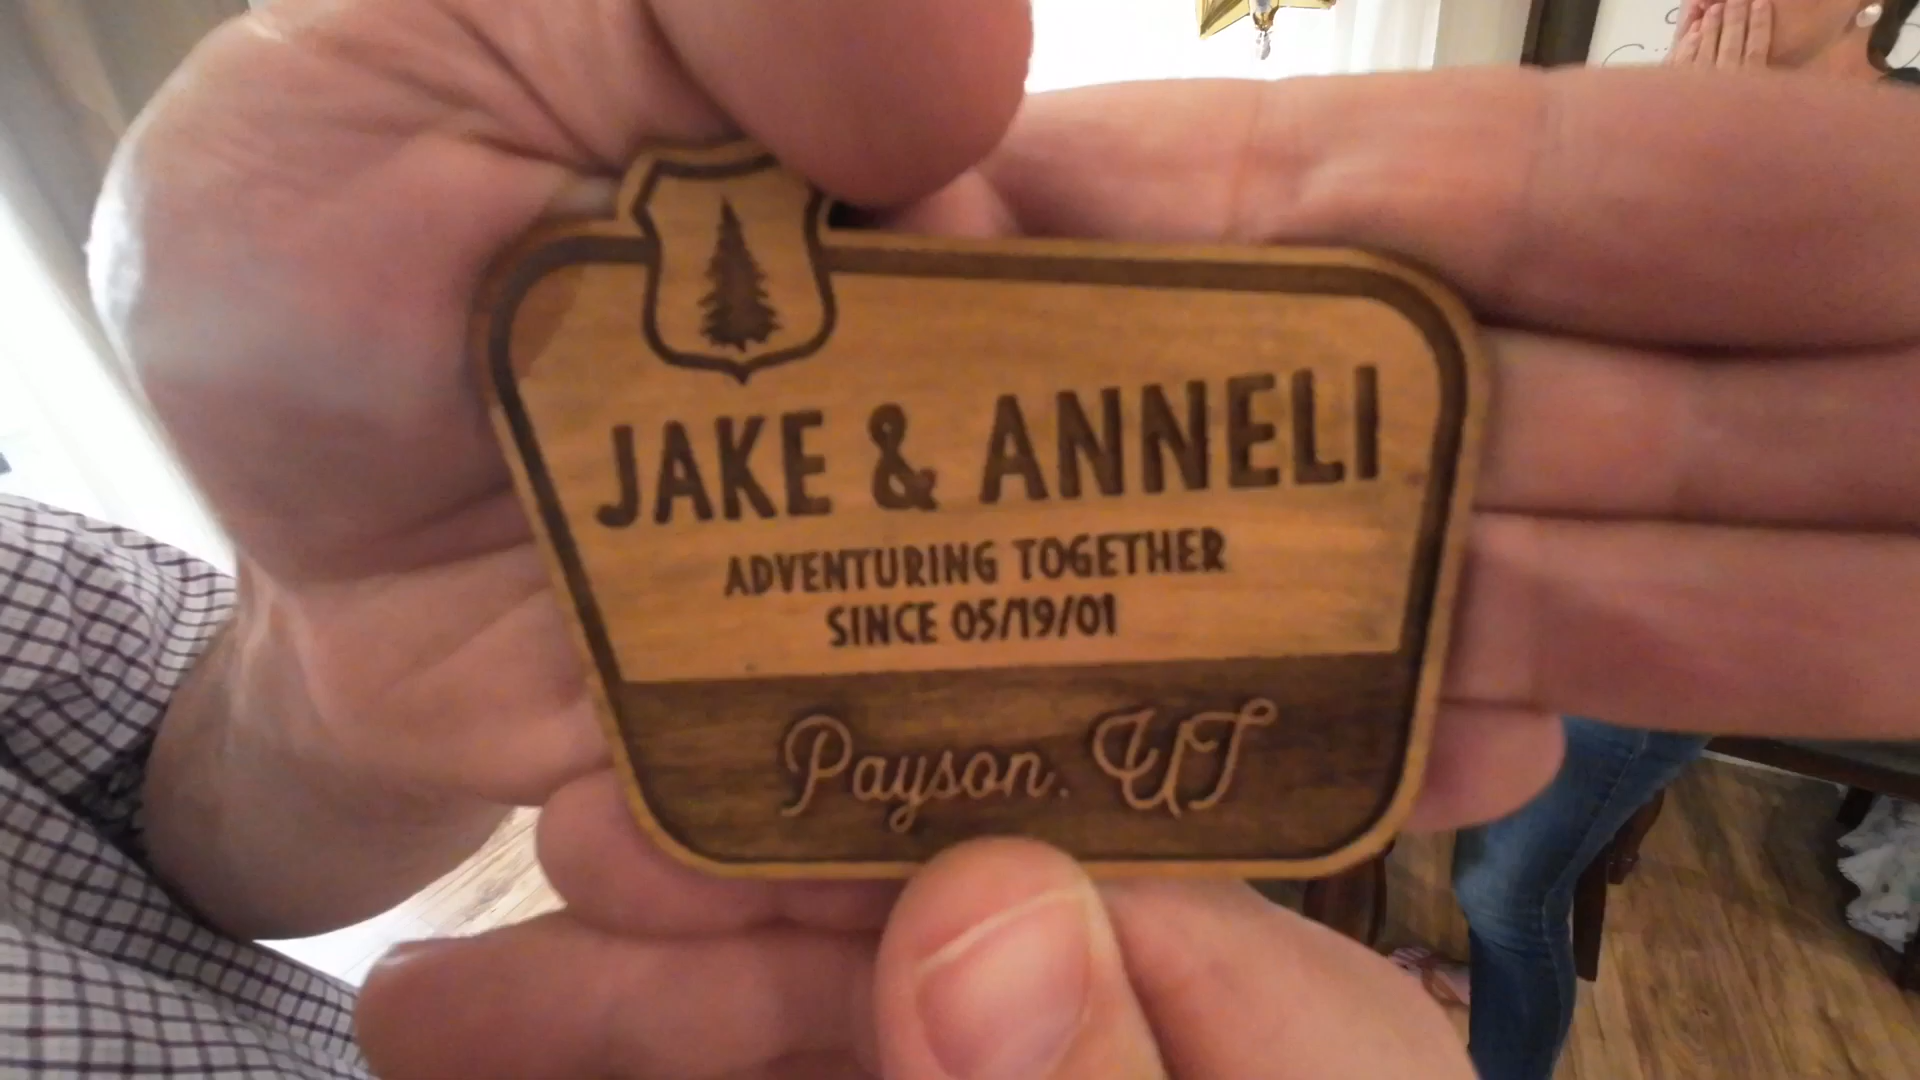 JAKE & ANNELI
ADVENTURING TOGETHER
SINCE 05/19/01
Payson, UT